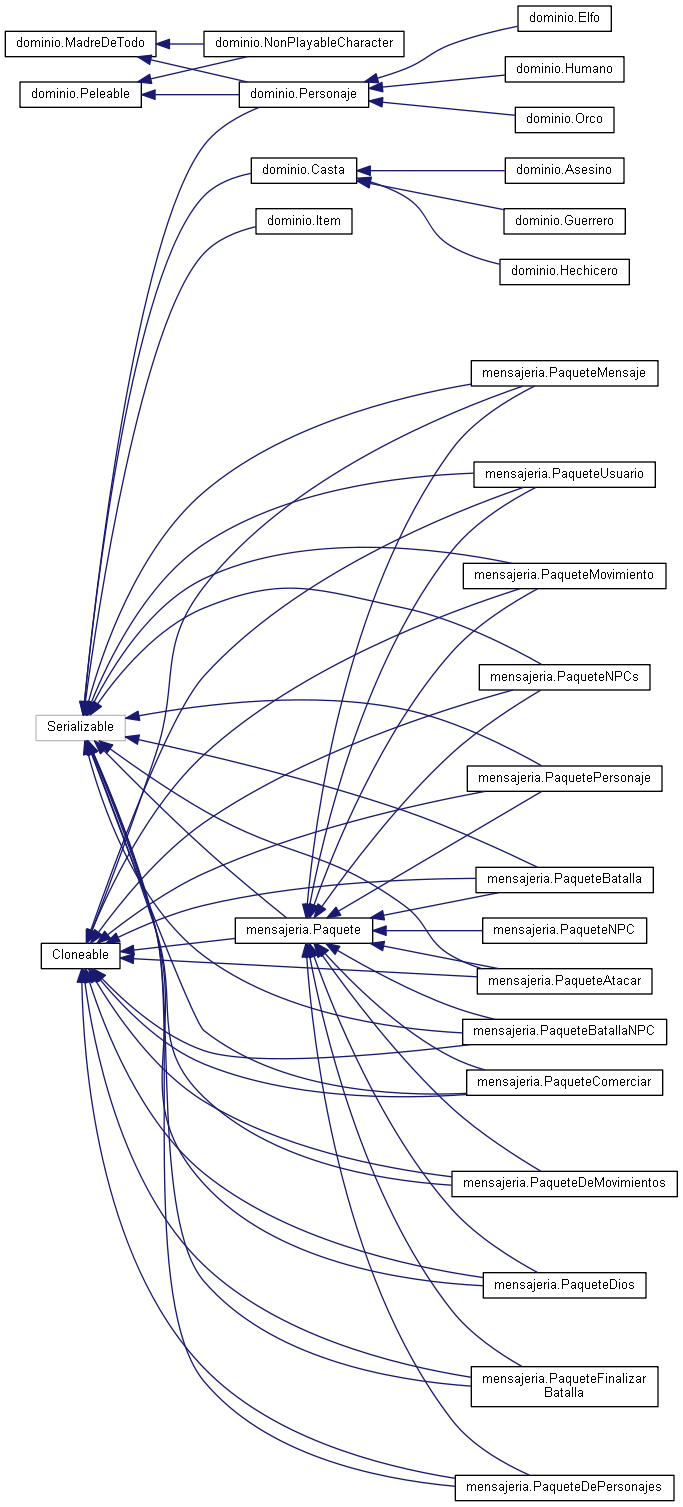 dominio.Elfo
dominio.MadreDeTodo
dominio.NonPlayableCharacter
dominio.Humano
dominio.Peleable
dominio.Personaje
dominio.Orco
dominio.Casta
dominio.Asesino
dominio.Item
dominio.Guerrero
dominio.Hechicero
mensajeria.PaqueteMensaje
mensajeria.PaqueteUsuario
mensajeria.PaqueteMovimiento
mensajeria.PaqueteNPCs
Serializable
mensajeria.PaquetePersonaje
mensajeria.PaqueteBatalla
mensajeria.Paquete
mensajeria.PaqueteNPC
Cloneable
mensajeria.PaqueteAtacar
mensajeria.PaqueteBatallaNPC
mensajeria.PaqueteComerciar
mensajeria.PaqueteDeMovimientos
mensajeria.PaqueteDios
mensajeria.PaqueteFinalizar
Batalla
mensajeria.PaqueteDePersonajes